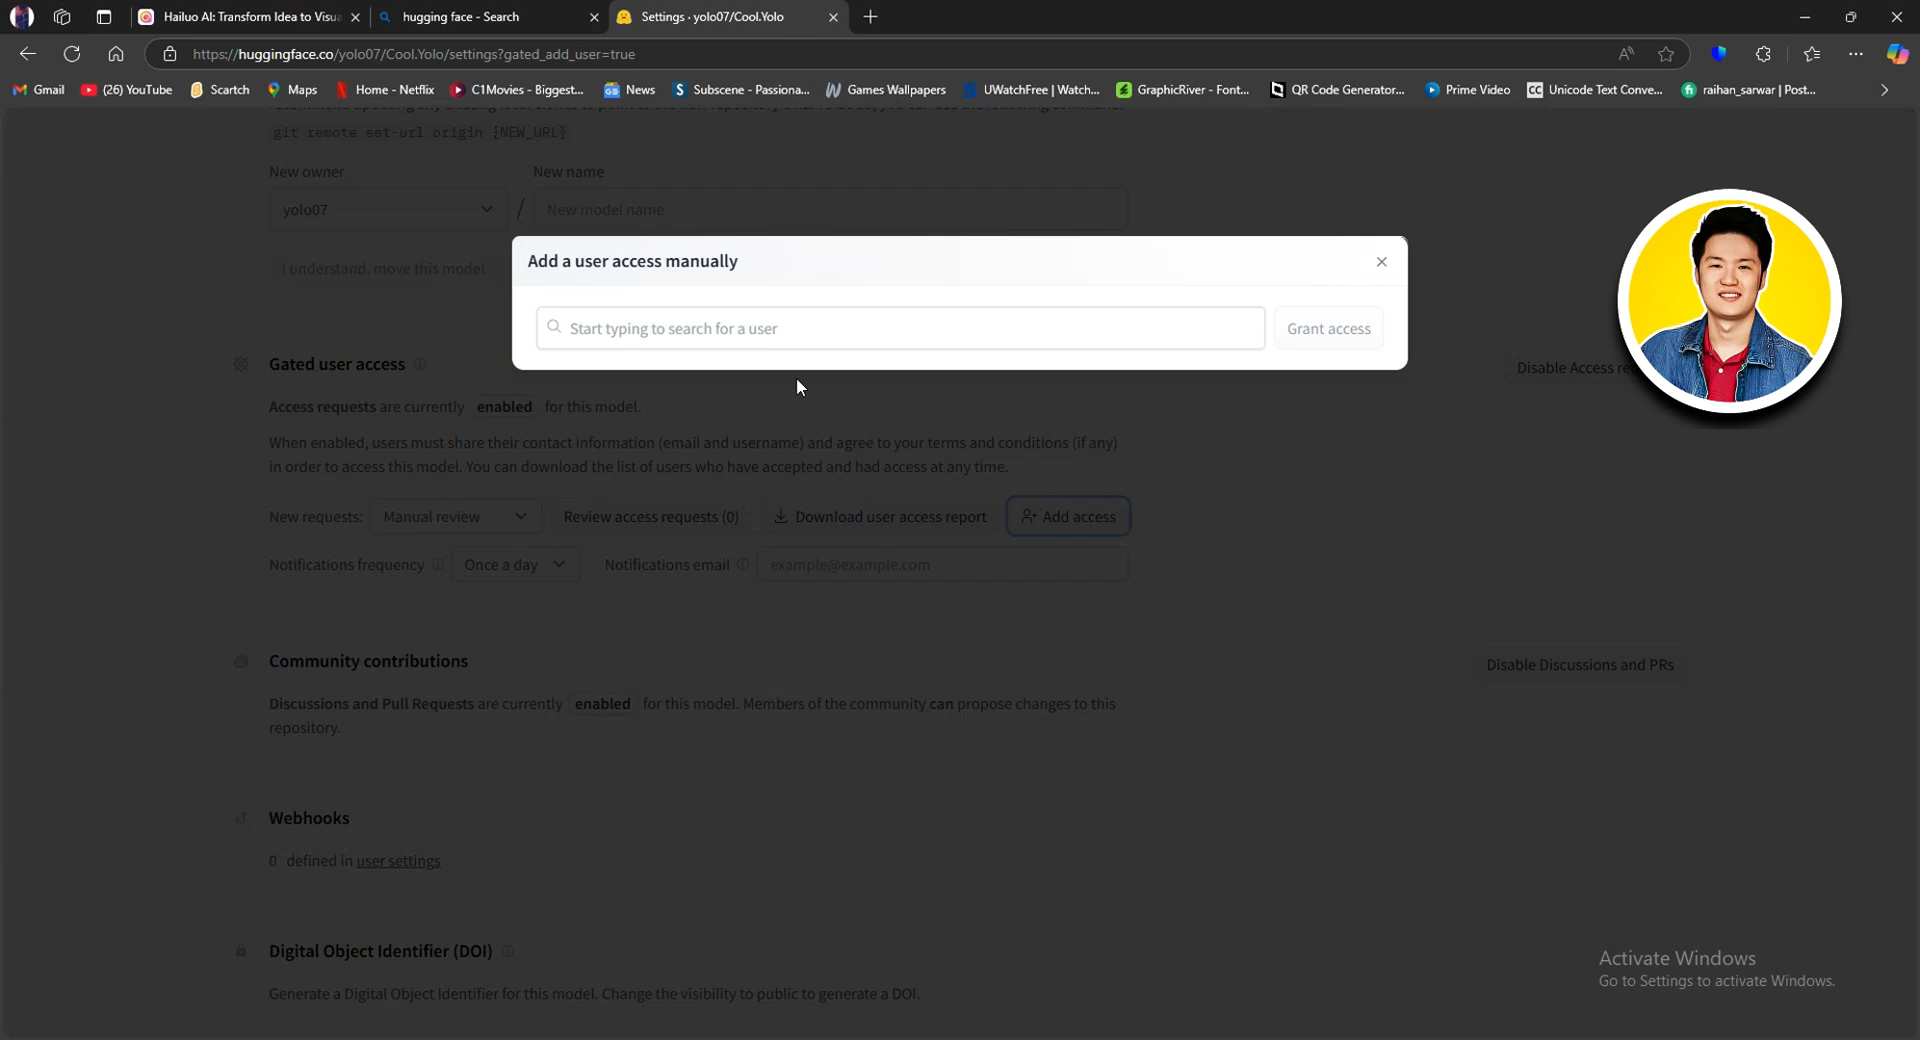 Hailuo AI: Transform Idea to Visua
hugging face - Search
Settings · yolo07/Cool.Yolo
https://huggingface.co/yolo07/Cool.Yolo/settings?gated_add_user=true
Gmail
(26) YouTube
Scartch
Maps
Home - Netflix
C1Movies - Biggest...
News
Subscene - Passiona...
Games Wallpapers
UWatchFree | Watch...
GraphicRiver - Font...
QR Code Generator...
Prime Video
Unicode Text Conve...
raihan_sarwar | Post...
git remote set-url origin {NEW_URL}
New owner
New name
yolo07
/
New model name
I understand, move this model
Add a user access manually
Start typing to search for a user
Grant access
Gated user access
Disable Access re
Access requests are currently enabled for this model.
When enabled, users must share their contact information (email and username) and agree to your terms and conditions (if any)
in order to access this model. You can download the list of users who have accepted and had access at any time.
New requests: Manual review
Review access requests (0)
Download user access report
Add access
Notifications frequency
Once a day
Notifications email
example@example.com
Community contributions
Disable Discussions and PRs
Discussions and Pull Requests are currently enabled for this model. Members of the community can propose changes to this
repository.
Webhooks
0 defined in user settings
Digital Object Identifier (DOI)
Generate a Digital Object Identifier for this model. Change the visibility to public to generate a DOI.
Activate Windows
Go to Settings to activate Windows.